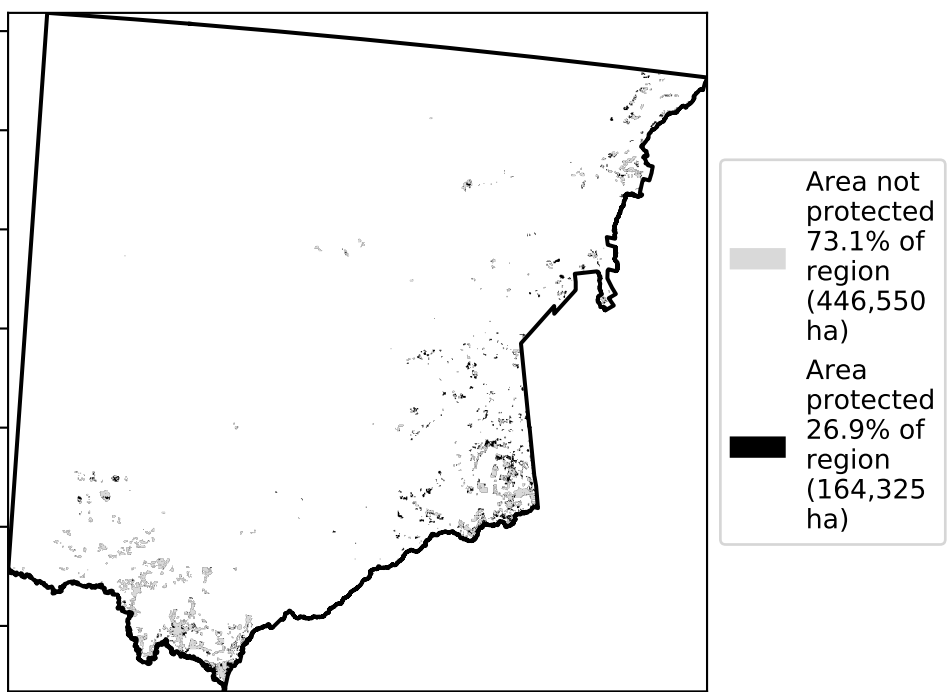 Area not
protected
73.1% of
region
(446,550
ha)
Area
protected
26.9% of
region
(164,325
ha)